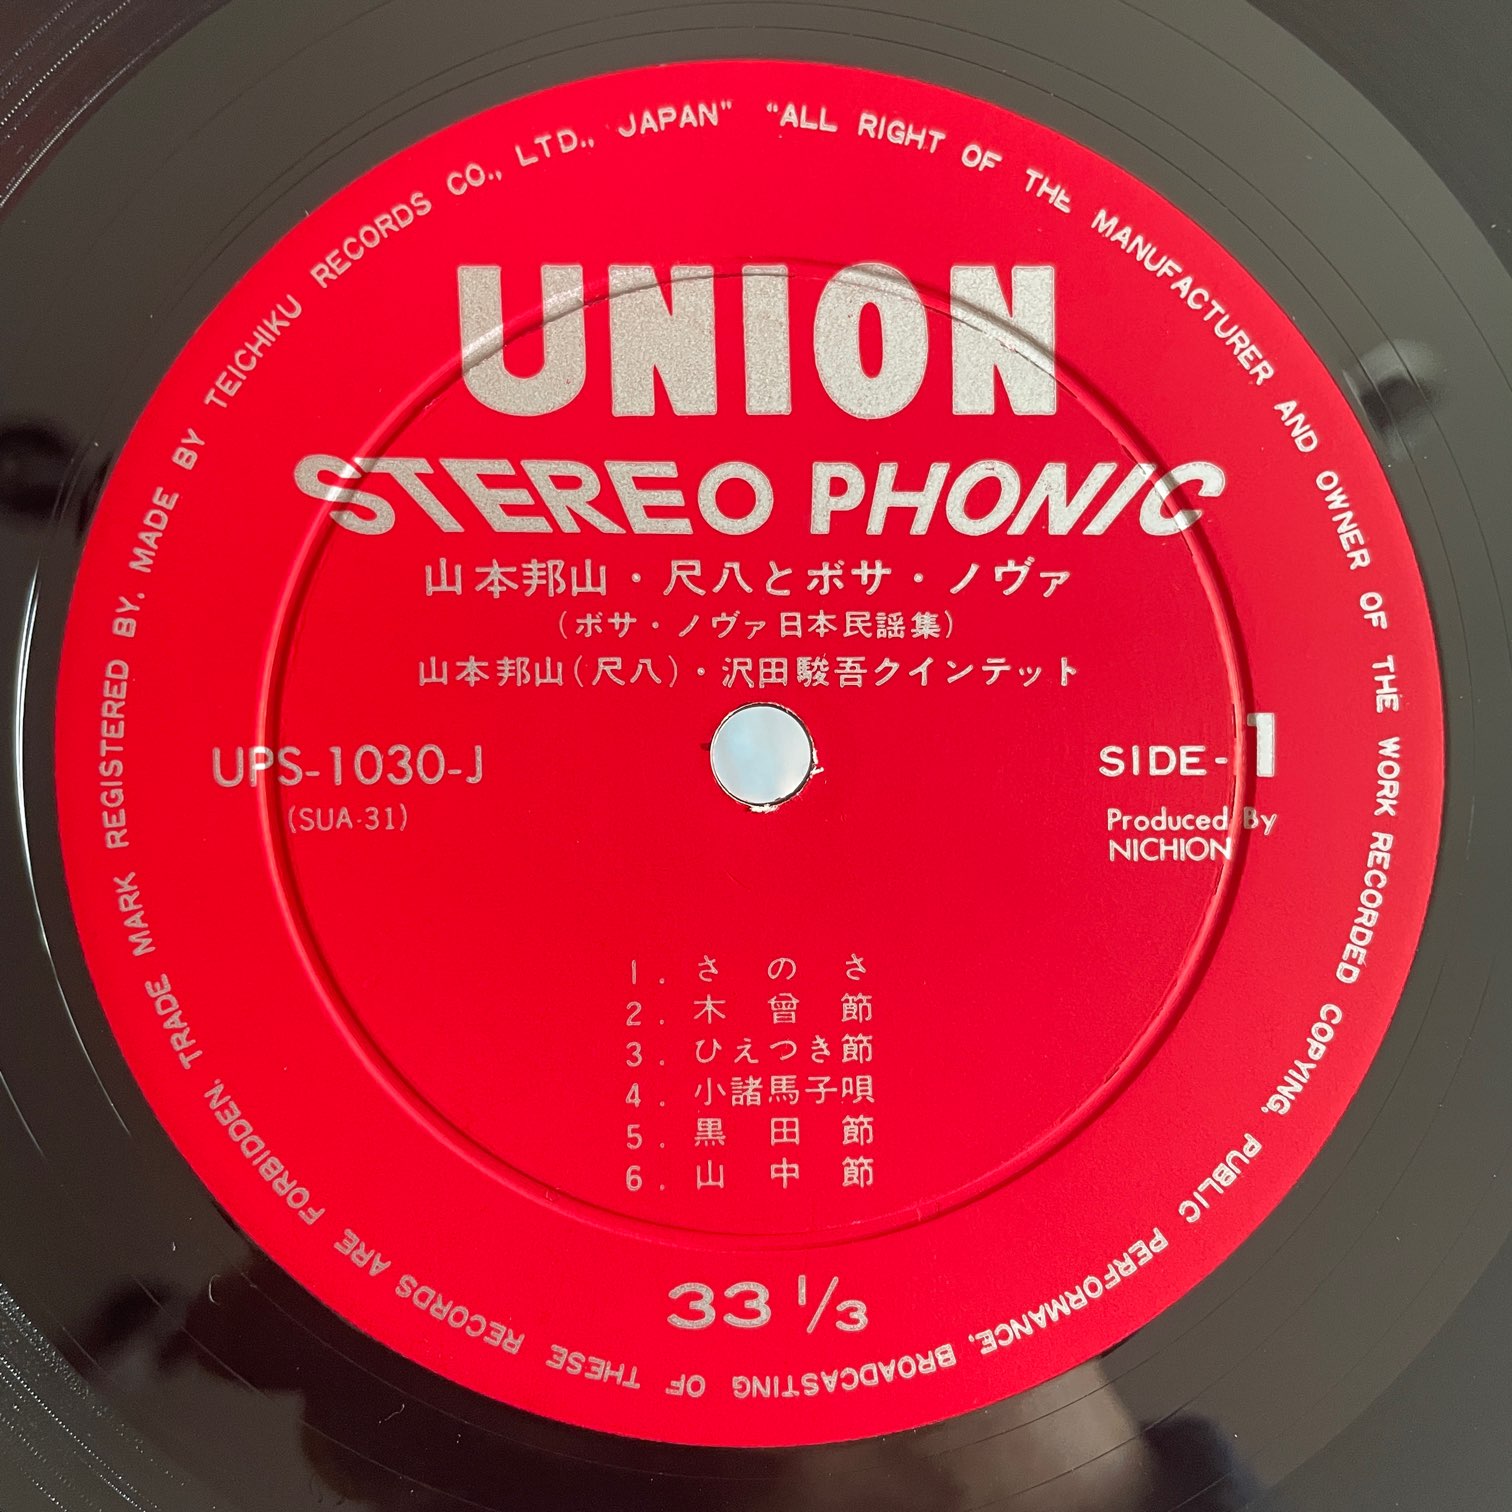 UNION
STEREO PHONIC
山本邦山・尺八とボサ・ノヴァ
(ボサ・ノヴァ日本民謡集)
山本邦山(尺八)・沢田駿吾クインテット
UPS-1030-J
(SUA-31)
SIDE-1
Produced By
NICHION
1. さのさ
2. 木曾節
3. ひえつき節
4. 小諸馬子唄
5. 黒田節
6. 山中節
33 1/3
"ALL RIGHT OF THE MANUFACTURER AND OWNER OF THE WORK RECORDED COPYING, PUBLIC PERFORMANCE, BROADCASTING OF THESE RECORDS ARE FORBIDDEN, TRADE MARK REGISTERED BY, MADE BY TEICHIKU RECORDS CO., LTD., JAPAN"